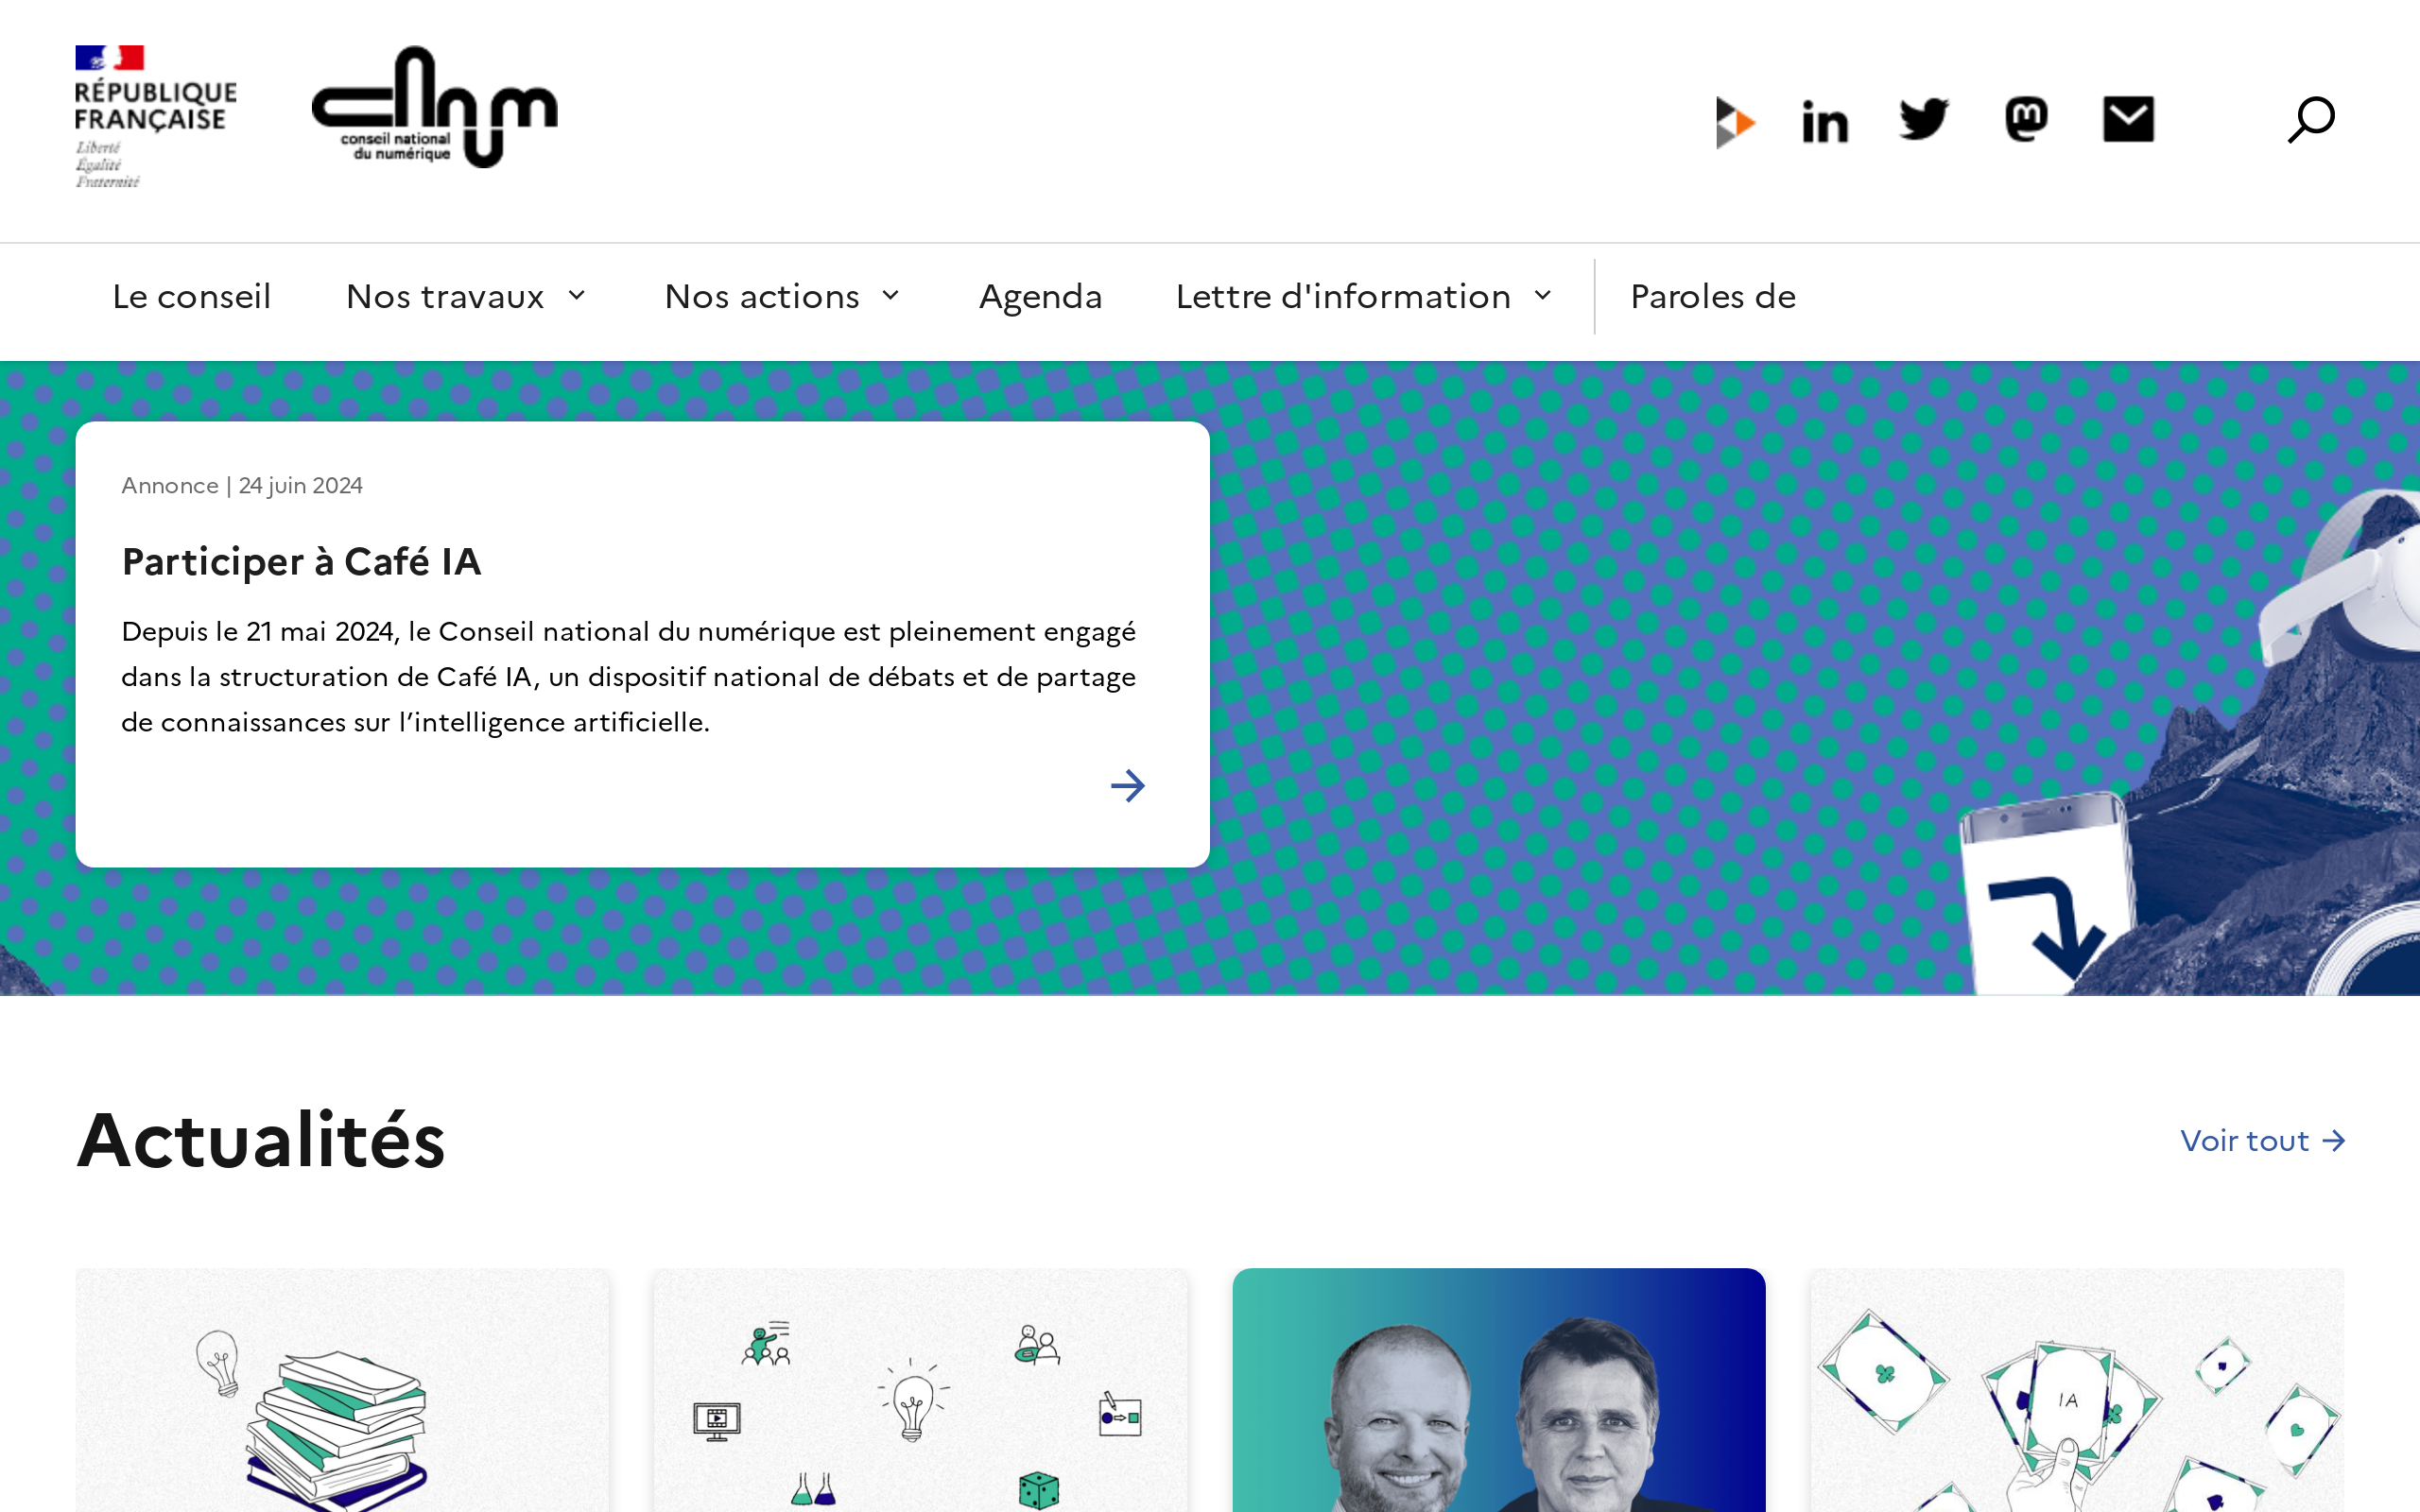 RÉPUBLIQUE
FRANÇAISE
Liberté
Égalité
Fraternité
cnnum
conseil national
du numérique
in
m
Le conseil
Nos travaux
Nos actions
Agenda
Lettre d'information
Paroles de
Annonce | 24 juin 2024
Participer à Café IA
Depuis le 21 mai 2024, le Conseil national du numérique est pleinement engagé
dans la structuration de Café IA, un dispositif national de débats et de partage
de connaissances sur l’intelligence artificielle.
Actualités
Voir tout
IA